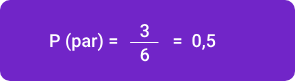 P (par) = 3/6 = 0,5